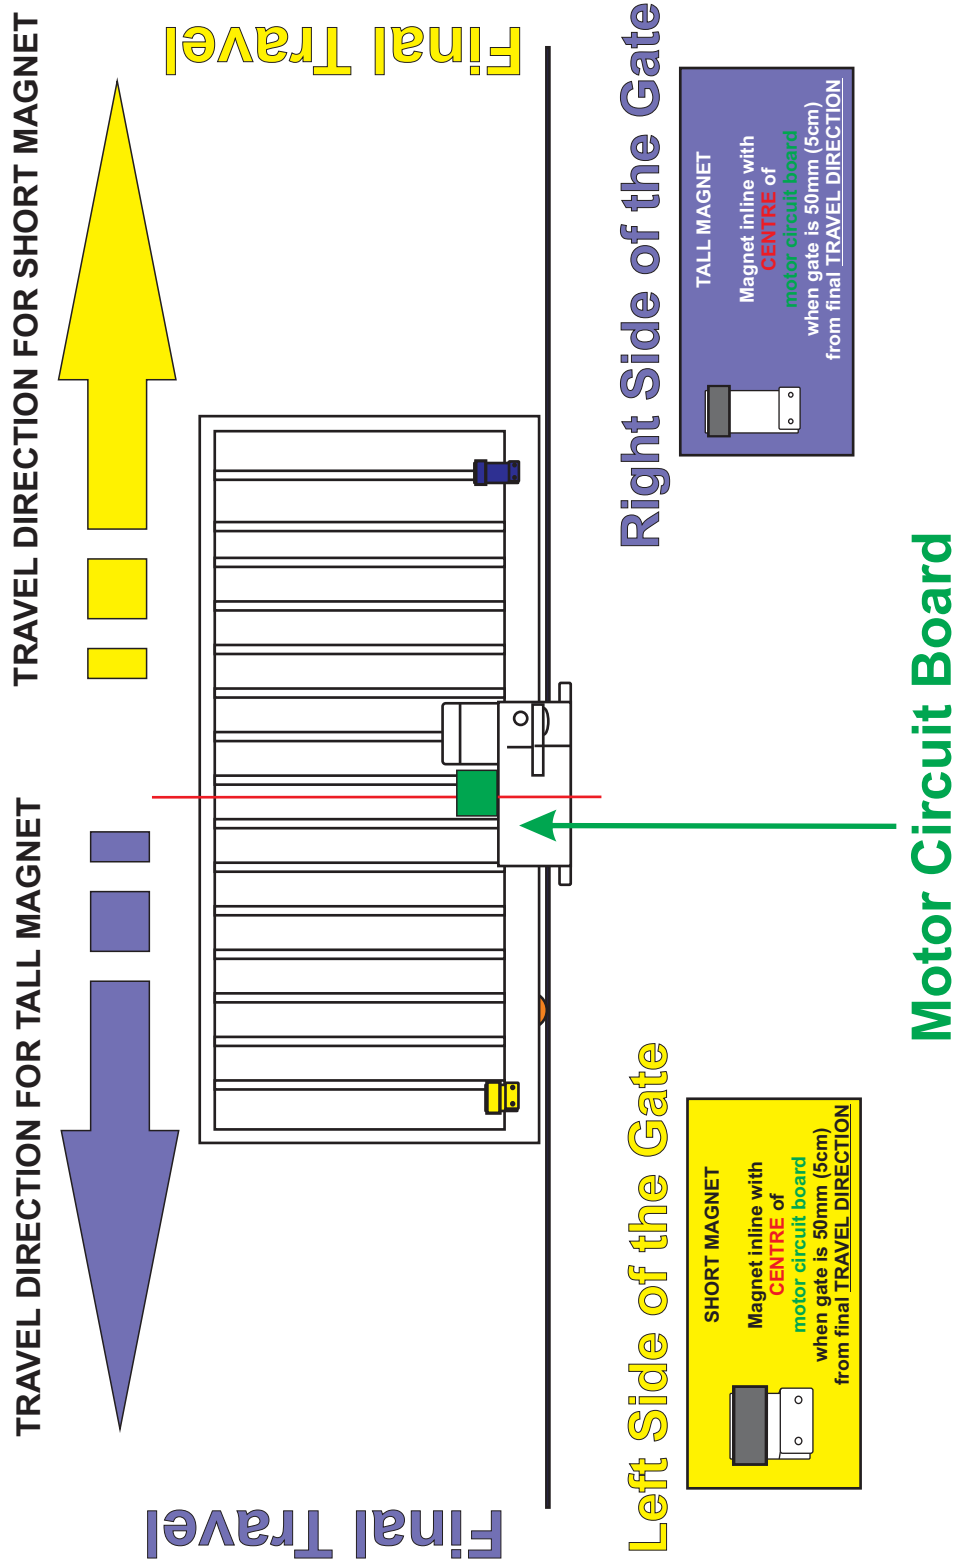 TRAVEL DIRECTION FOR TALL MAGNET
TRAVEL DIRECTION FOR SHORT MAGNET
Final Travel
Final Travel
Left Side of the Gate
Right Side of the Gate
SHORT MAGNET
Magnet inline with
CENTRE of
motor circuit board
when gate is 50mm (5cm)
from final TRAVEL DIRECTION
TALL MAGNET
Magnet inline with
CENTRE of
motor circuit board
when gate is 50mm (5cm)
from final TRAVEL DIRECTION
Motor Circuit Board